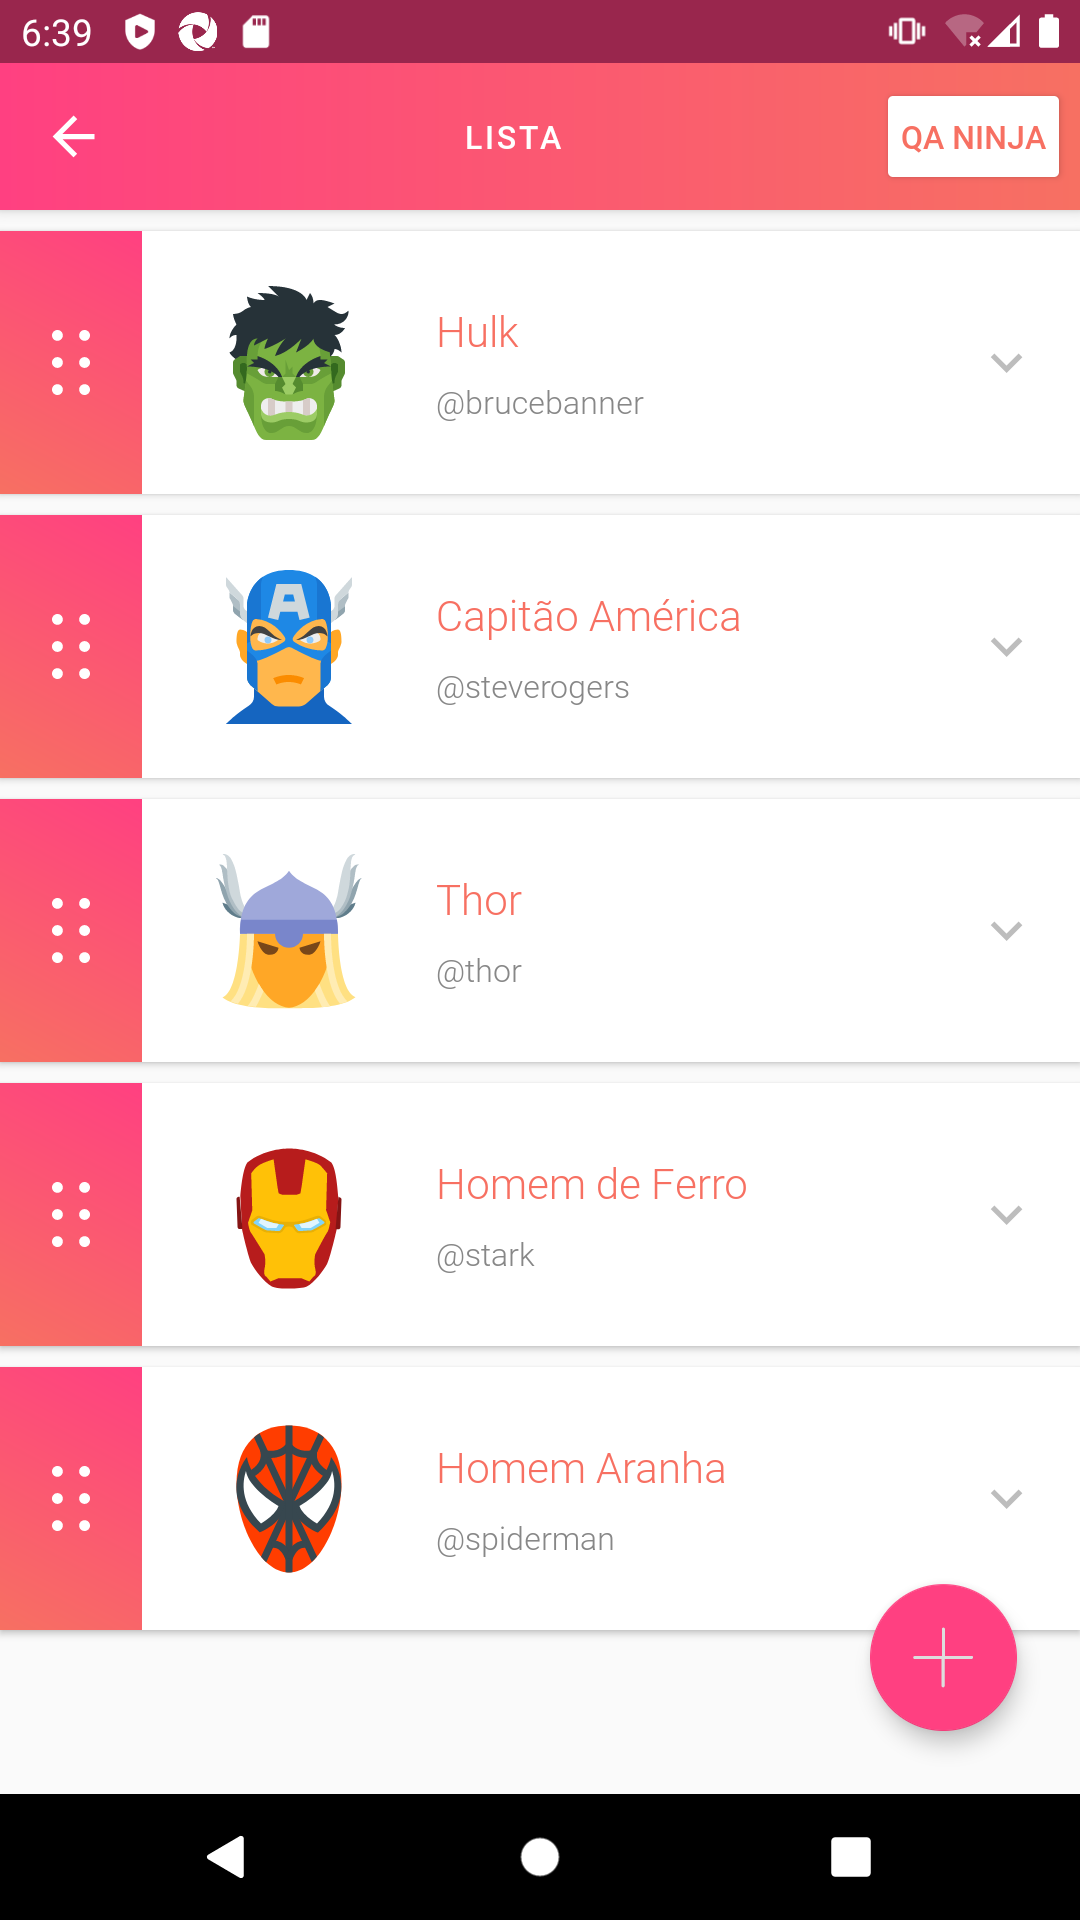 6:39
LISTA
QA NINJA
Hulk
@brucebanner
A
Capitão América
@steverogers
Thor
@thor
Homem de Ferro
@stark
Homem Aranha
@spiderman